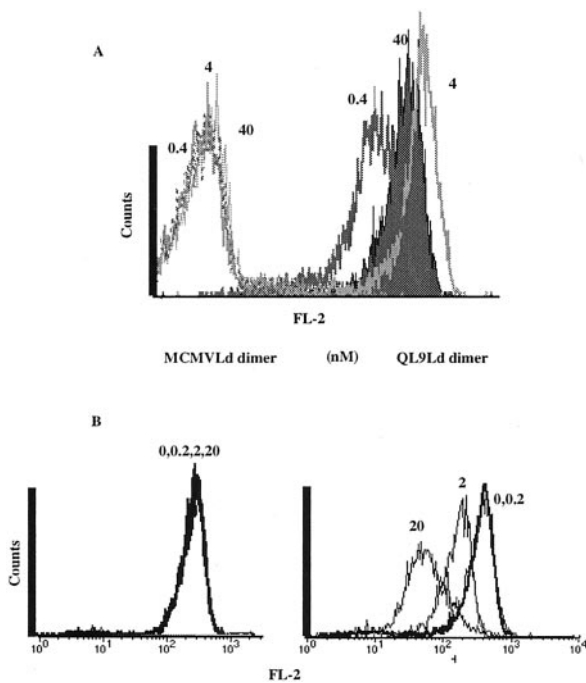 A
4
40
0.4
0.4
40
4
Counts
FL-2
MCMVLd dimer (nM) QL9Ld dimer
B
0,0.2,2,20
20
2
0,0.2
Counts
10⁰ 10¹ 10² 10³
10⁰ 10¹ 10² 10³ 10⁴
FL-2